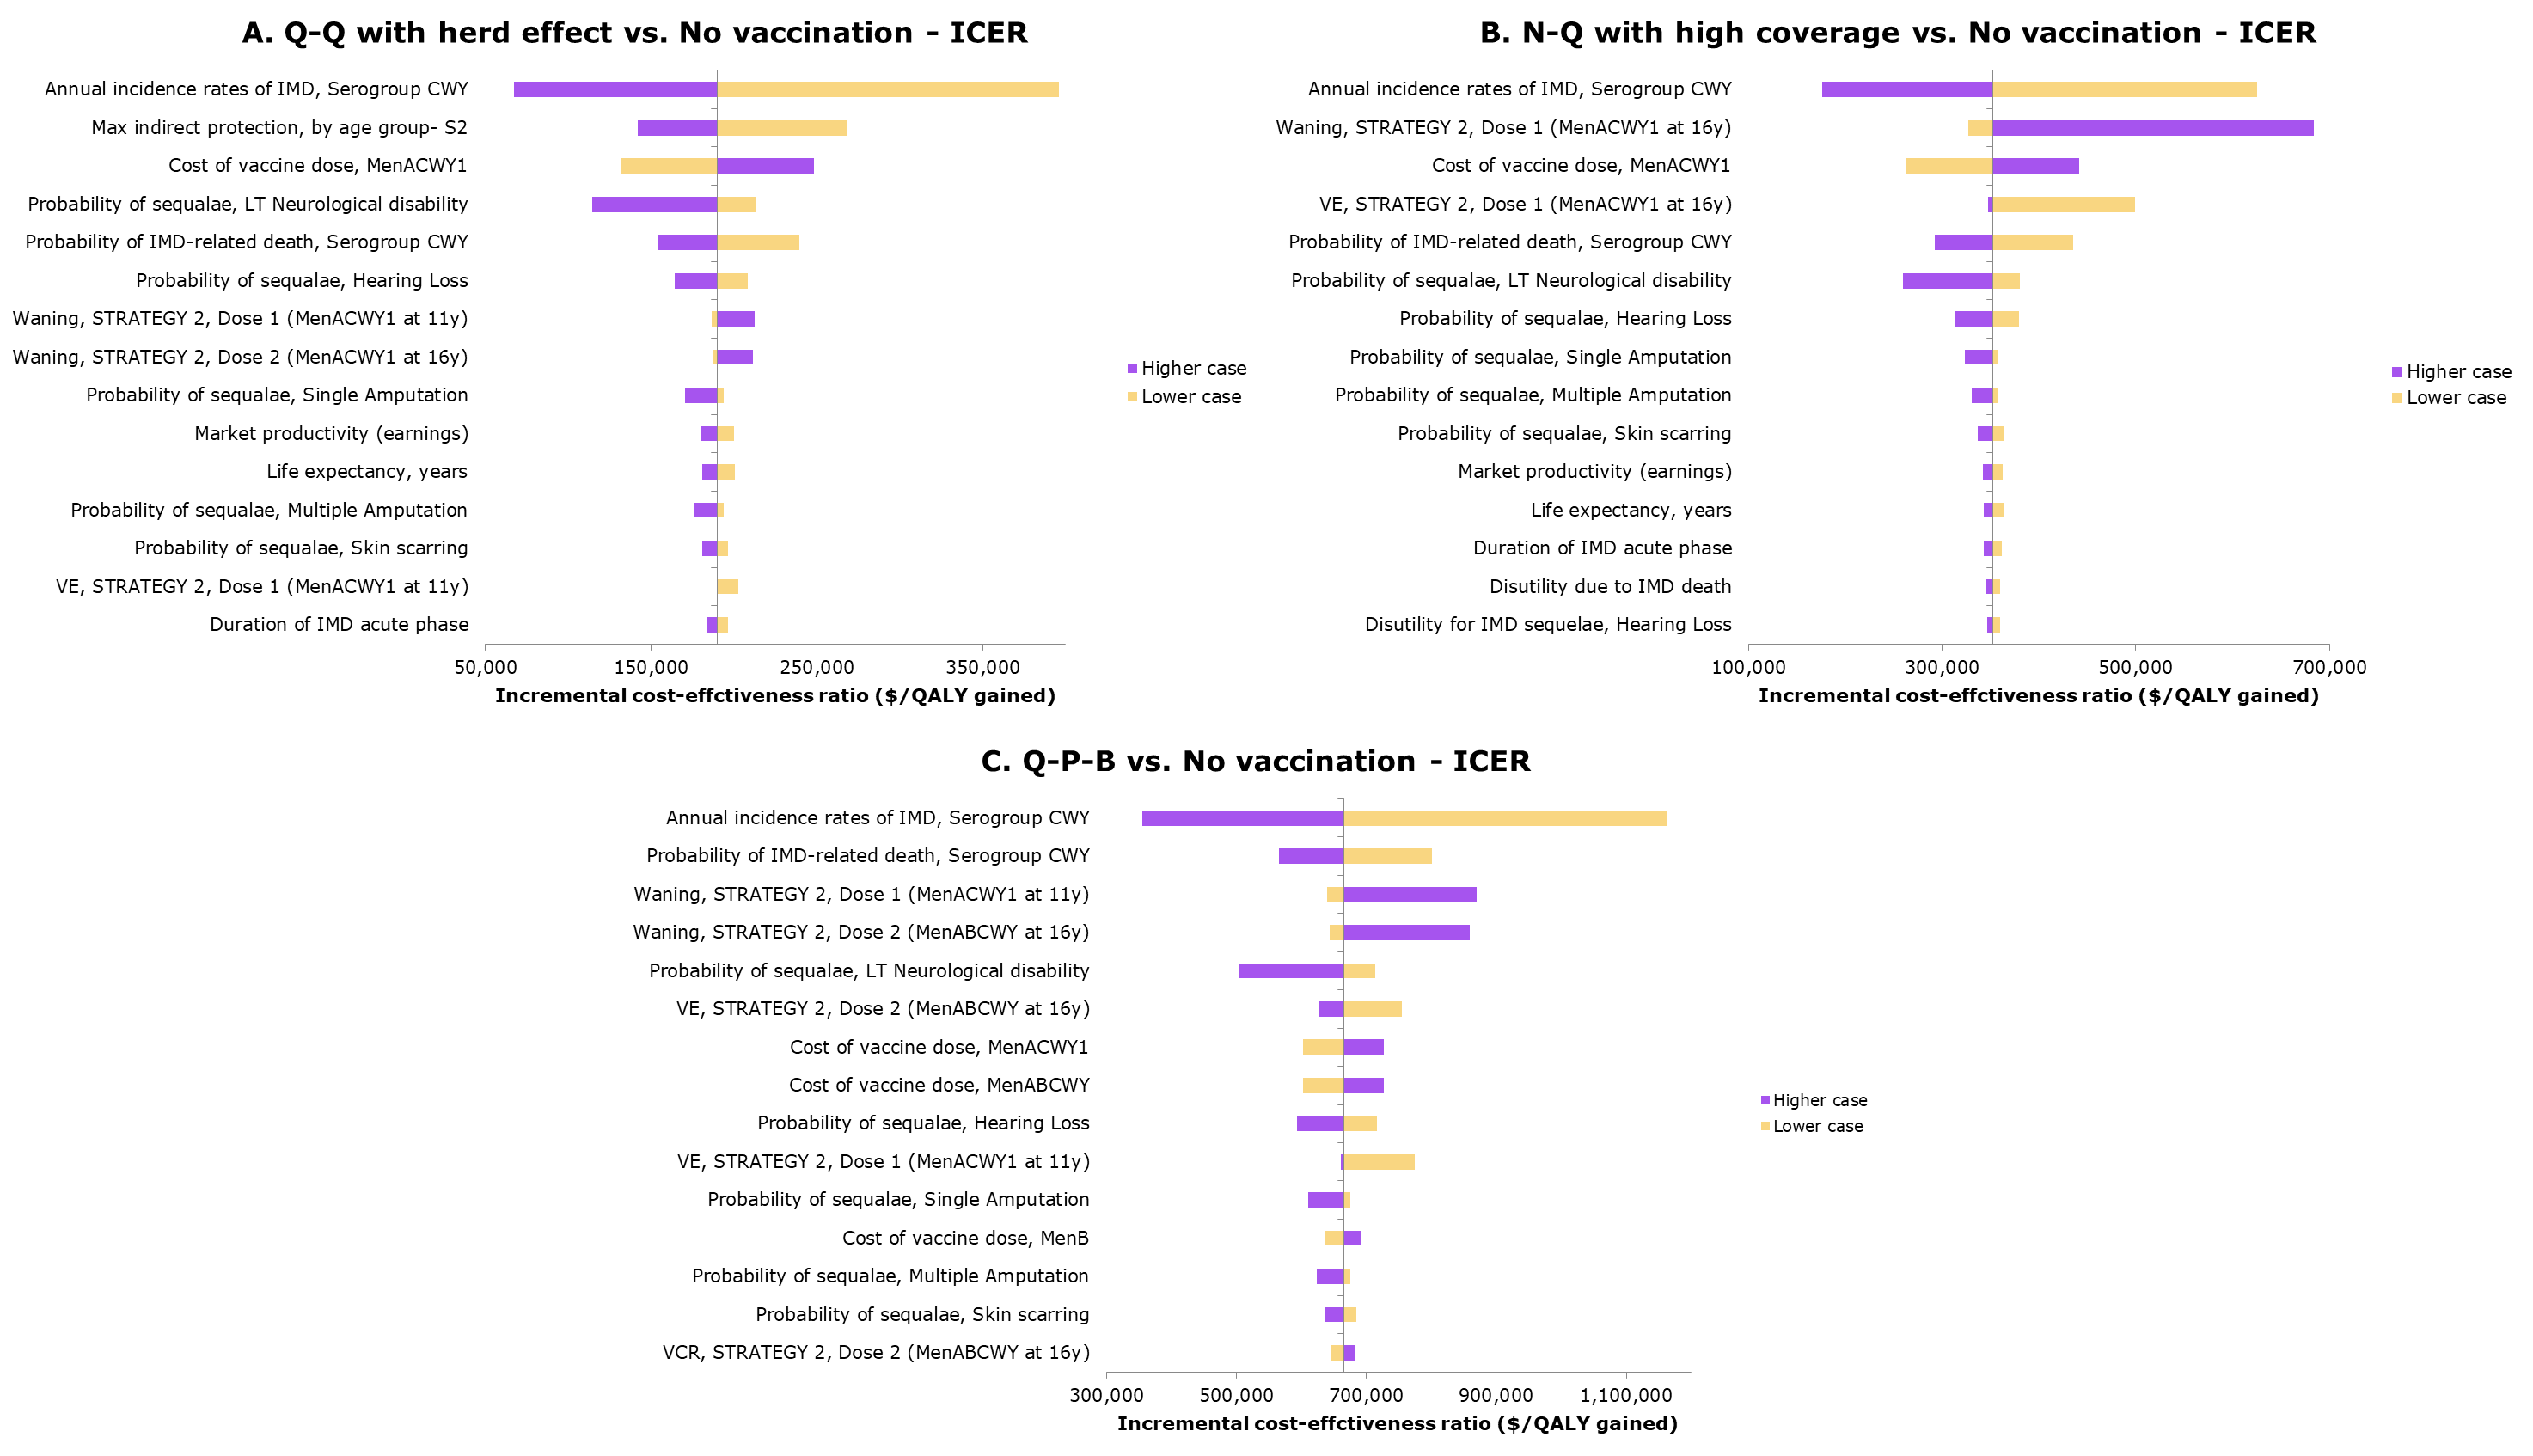 A. Q-Q with herd effect vs. No vaccination - ICER
Annual incidence rates of IMD, Serogroup CWY
Max indirect protection, by age group- S2
Cost of vaccine dose, MenACWY1
Probability of sequalae, LT Neurological disability
Probability of IMD-related death, Serogroup CWY
Probability of sequalae, Hearing Loss
Waning, STRATEGY 2, Dose 1 (MenACWY1 at 11y)
Waning, STRATEGY 2, Dose 2 (MenACWY1 at 16y)
Probability of sequalae, Single Amputation
Market productivity (earnings)
Life expectancy, years
Probability of sequalae, Multiple Amputation
Probability of sequalae, Skin scarring
VE, STRATEGY 2, Dose 1 (MenACWY1 at 11y)
Duration of IMD acute phase
50,000 150,000 250,000 350,000
Incremental cost-effctiveness ratio ($/QALY gained)
Higher case
Lower case
B. N-Q with high coverage vs. No vaccination - ICER
Annual incidence rates of IMD, Serogroup CWY
Waning, STRATEGY 2, Dose 1 (MenACWY1 at 16y)
Cost of vaccine dose, MenACWY1
VE, STRATEGY 2, Dose 1 (MenACWY1 at 16y)
Probability of IMD-related death, Serogroup CWY
Probability of sequalae, LT Neurological disability
Probability of sequalae, Hearing Loss
Probability of sequalae, Single Amputation
Probability of sequalae, Multiple Amputation
Probability of sequalae, Skin scarring
Market productivity (earnings)
Life expectancy, years
Duration of IMD acute phase
Disutility due to IMD death
Disutility for IMD sequelae, Hearing Loss
100,000 300,000 500,000 700,000
Incremental cost-effctiveness ratio ($/QALY gained)
Higher case
Lower case
C. Q-P-B vs. No vaccination - ICER
Annual incidence rates of IMD, Serogroup CWY
Probability of IMD-related death, Serogroup CWY
Waning, STRATEGY 2, Dose 1 (MenACWY1 at 11y)
Waning, STRATEGY 2, Dose 2 (MenABCWY at 16y)
Probability of sequalae, LT Neurological disability
VE, STRATEGY 2, Dose 2 (MenABCWY at 16y)
Cost of vaccine dose, MenACWY1
Cost of vaccine dose, MenABCWY
Probability of sequalae, Hearing Loss
VE, STRATEGY 2, Dose 1 (MenACWY1 at 11y)
Probability of sequalae, Single Amputation
Cost of vaccine dose, MenB
Probability of sequalae, Multiple Amputation
Probability of sequalae, Skin scarring
VCR, STRATEGY 2, Dose 2 (MenABCWY at 16y)
300,000 500,000 700,000 900,000 1,100,000
Incremental cost-effctiveness ratio ($/QALY gained)
Higher case
Lower case